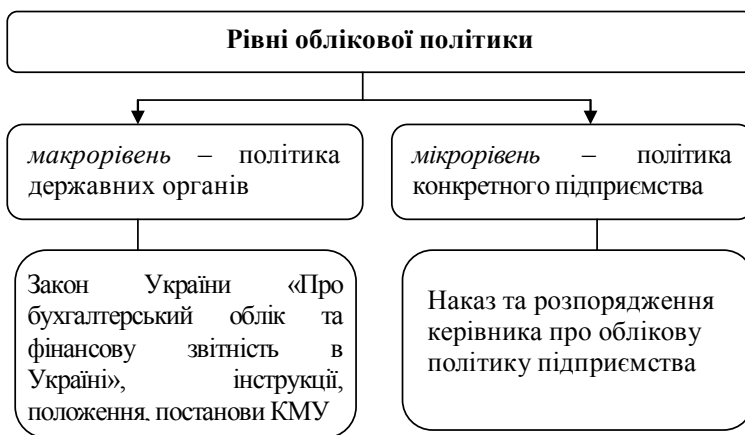 Рівні облікової політики
макрорівень – політика
державних органів
мікрорівень – політика
конкретного підприємства
Закон України «Про
бухгалтерський облік та
фінансову звітність в
Україні», інструкції,
положення, постанови КМУ
Наказ та розпорядження
керівника про облікову
політику підприємства